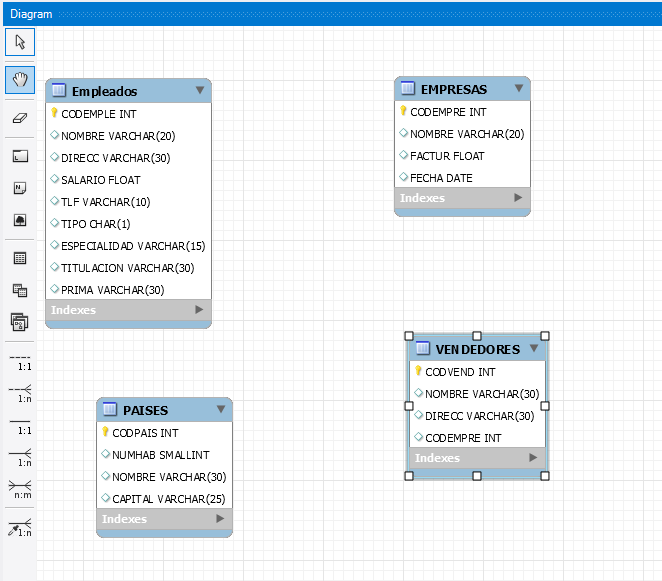 Diagram
Empleados
CODEMPLE INT
NOMBRE VARCHAR(20)
DIRECC VARCHAR(30)
SALARIO FLOAT
TLF VARCHAR(10)
TIPO CHAR(1)
ESPECIALIDAD VARCHAR(15)
TITULACION VARCHAR(30)
PRIMA VARCHAR(30)
Indexes
EMPRESAS
CODEMPRE INT
NOMBRE VARCHAR(20)
FACTUR FLOAT
FECHA DATE
Indexes
PAISES
CODPAIS INT
NUMHAB SMALLINT
NOMBRE VARCHAR(30)
CAPITAL VARCHAR(25)
Indexes
VENDEDORES
CODVEND INT
NOMBRE VARCHAR(30)
DIRECC VARCHAR(30)
CODEMPRE INT
Indexes
1:1
1:n
1:1
1:n
n:m
1:n